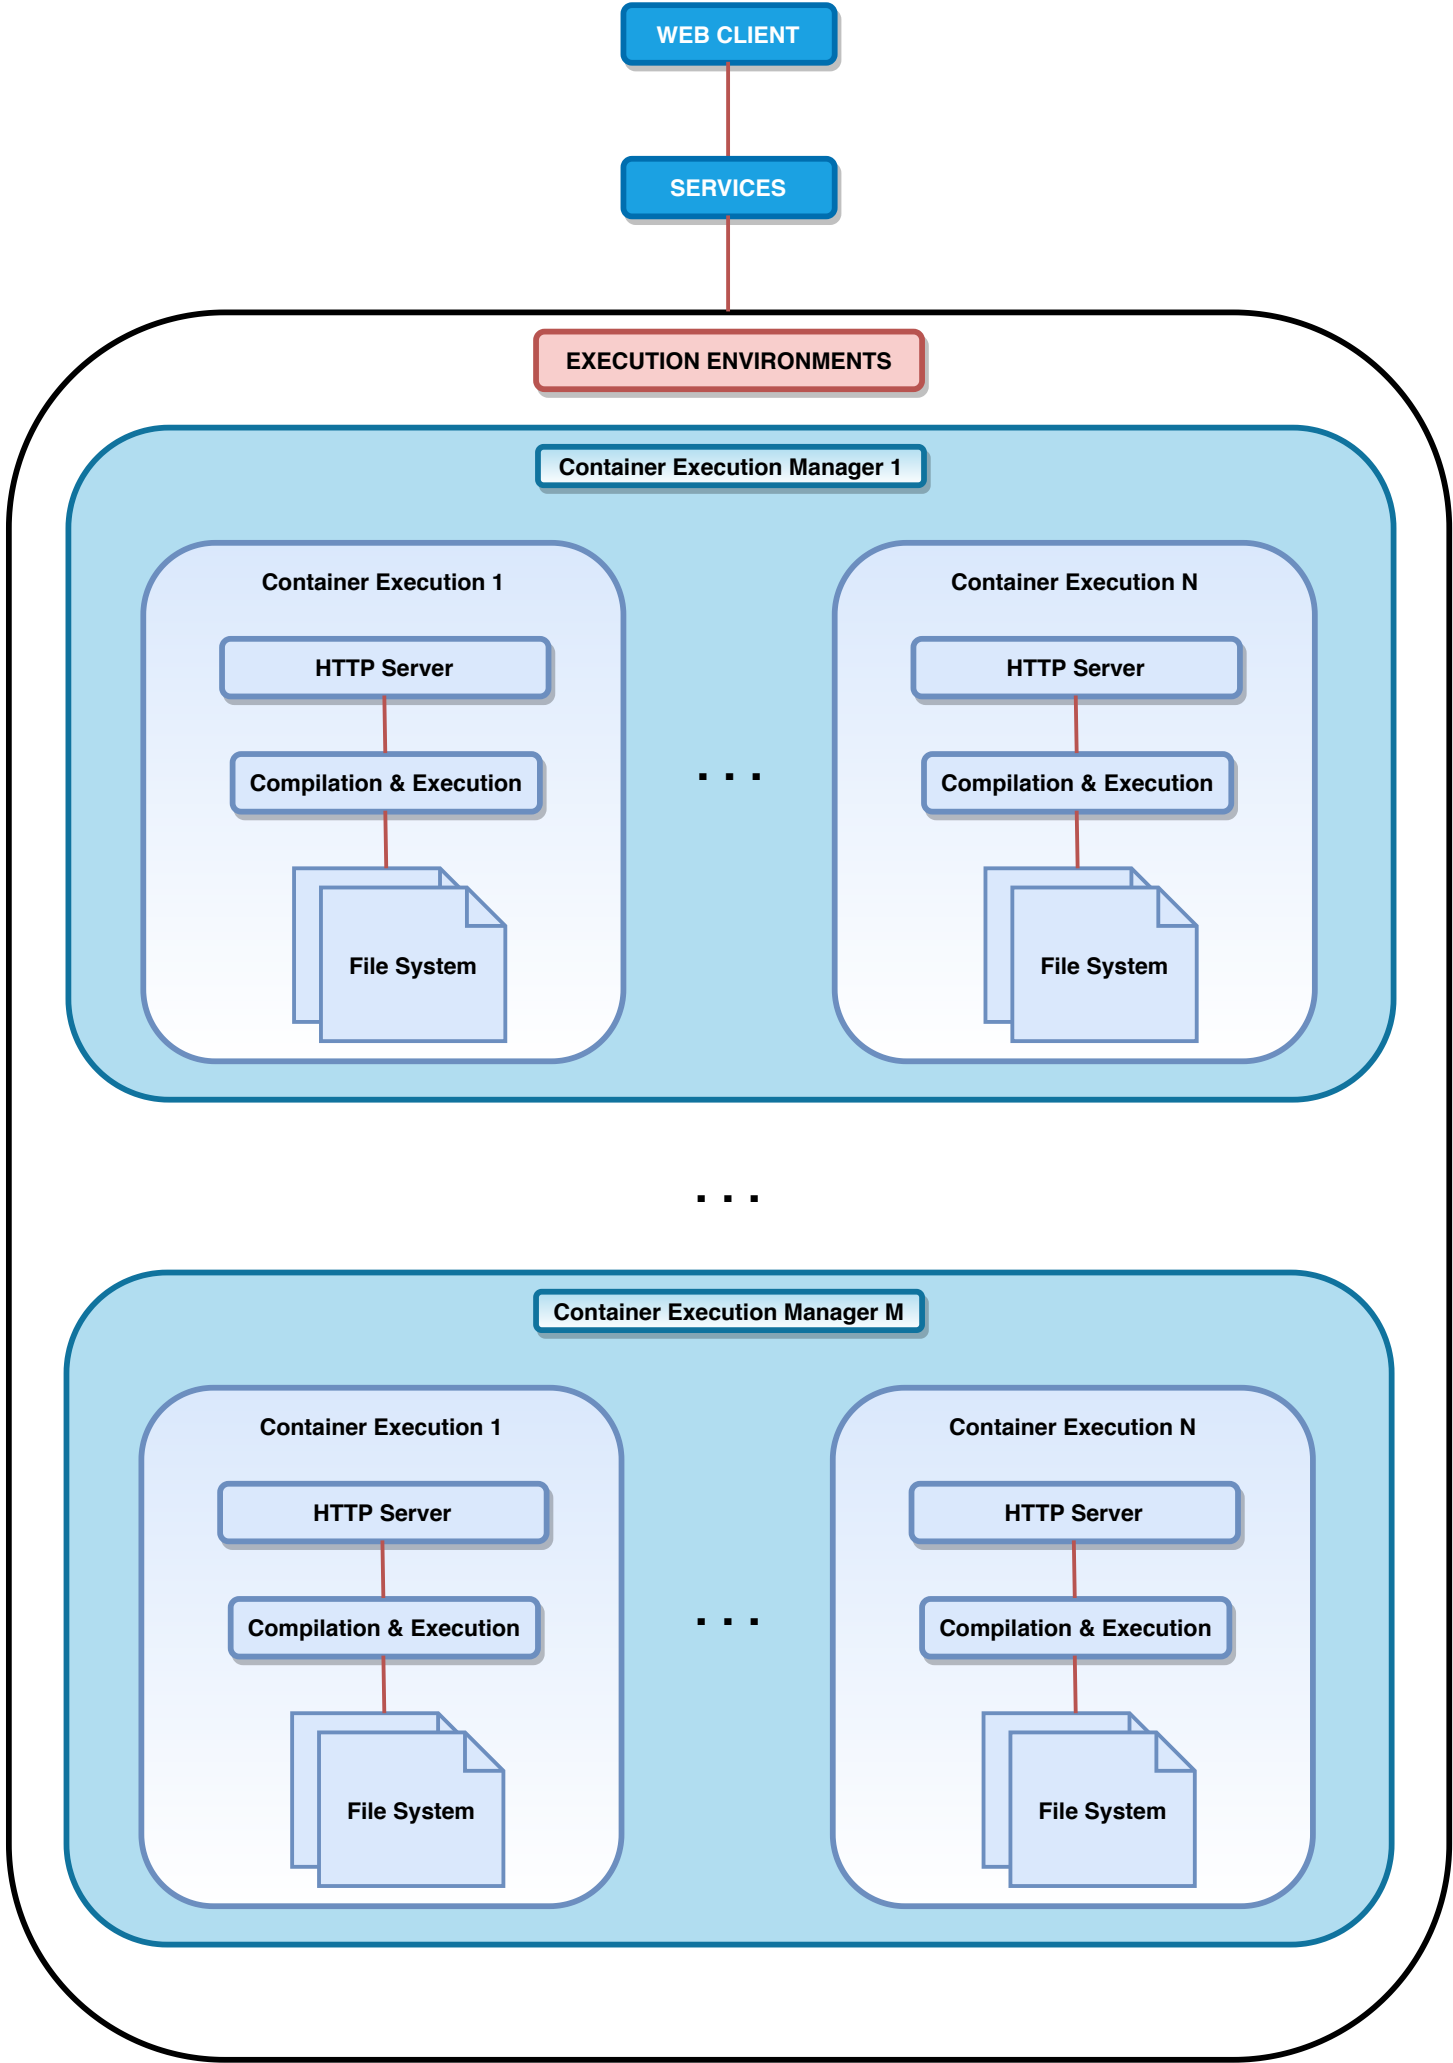 WEB CLIENT
SERVICES
EXECUTION ENVIRONMENTS
Container Execution Manager 1
Container Execution 1
HTTP Server
Compilation & Execution
File System
. . .
Container Execution N
HTTP Server
Compilation & Execution
File System
. . .
Container Execution Manager M
Container Execution 1
HTTP Server
Compilation & Execution
File System
. . .
Container Execution N
HTTP Server
Compilation & Execution
File System